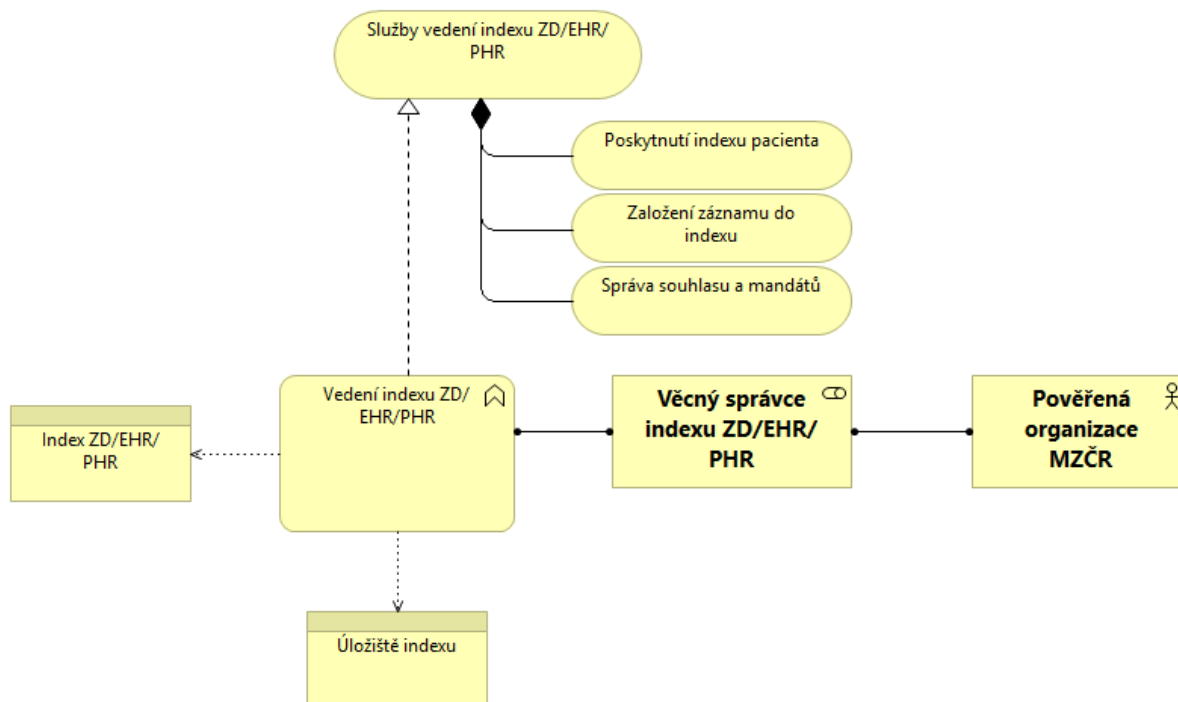 Služby vedení indexu ZD/EHR/
PHR
Poskytnutí indexu pacienta
Založení záznamu do
indexu
Správa souhlasu a mandátů
Vedení indexu ZD/
EHR/PHR
Věcný správce
indexu ZD/EHR/
PHR
Pověřená
organizace
MZČR
Index ZD/EHR/
PHR
Úložiště indexu